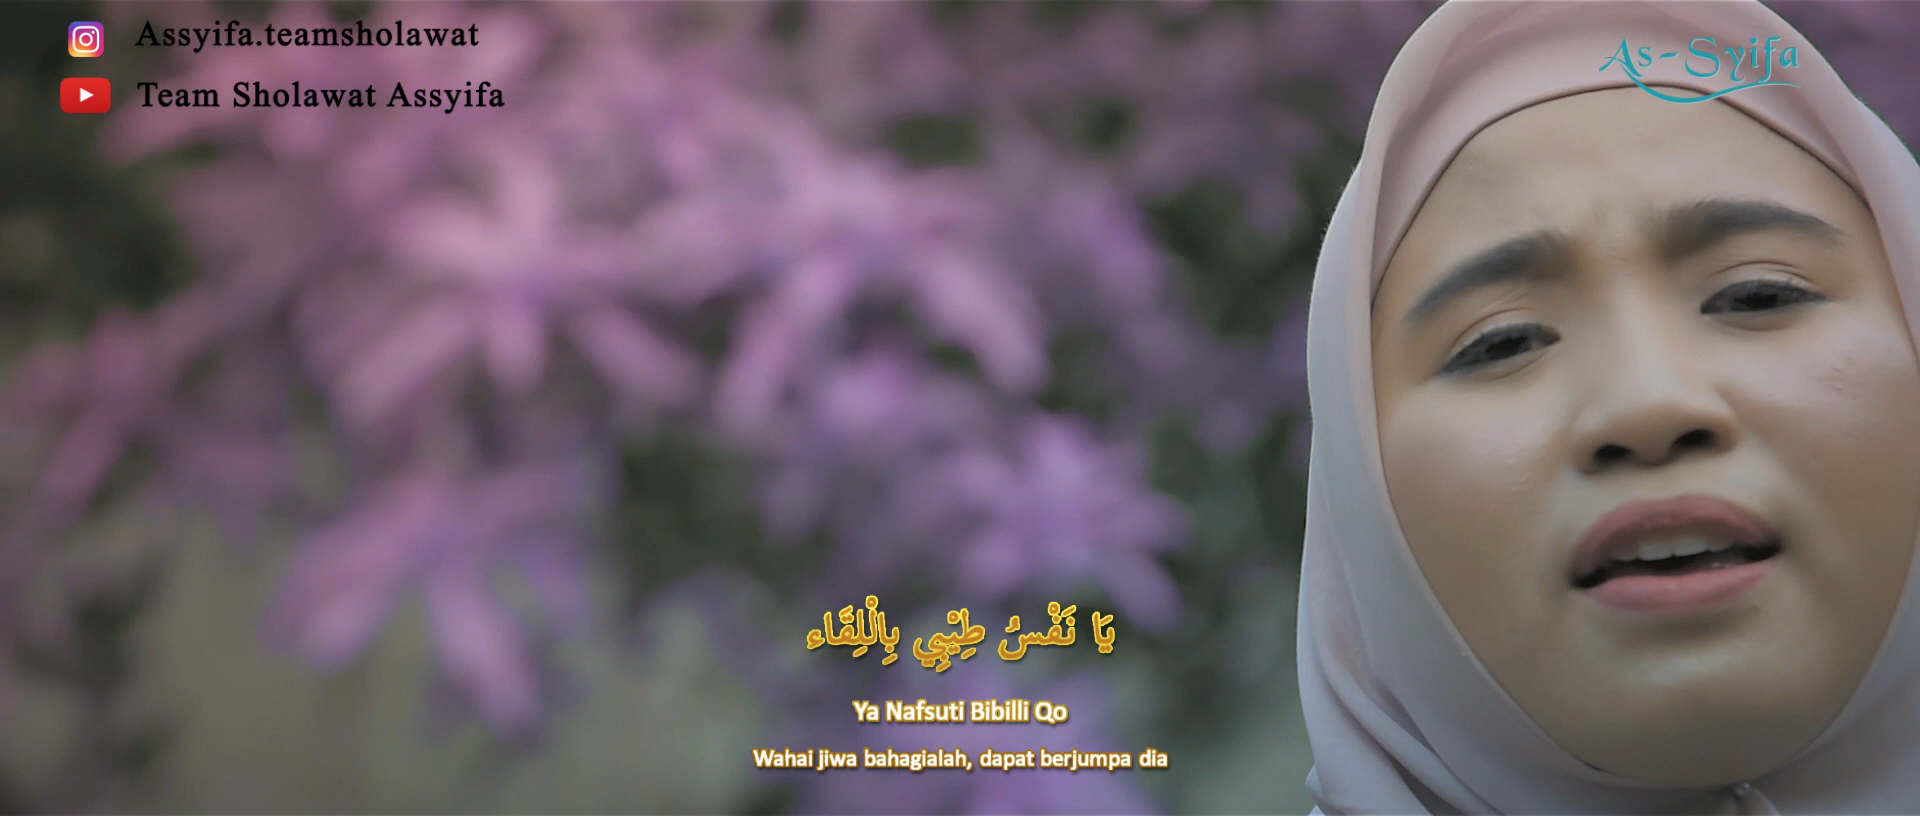 Assyifa.teamsholawat
Team Sholawat Assyifa
As-Syifa
يَا نَفْسُ طِيْبِي بِالْلِقَاء
Ya Nafsuti Bibilli Qo
Wahai jiwa bahagialah, dapat berjumpa dia